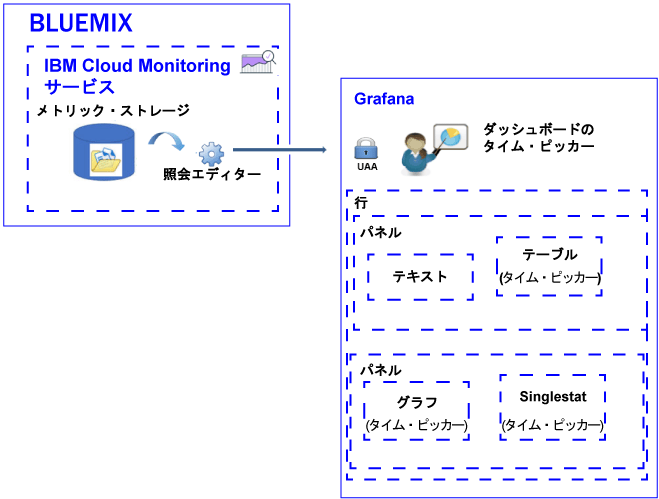 BLUEMIX
IBM Cloud Monitoring
サービス
メトリック・ストレージ
照会エディター
Grafana
UAA
ダッシュボードの
タイム・ピッカー
行
パネル
テキスト
テーブル
(タイム・ピッカー)
パネル
グラフ
(タイム・ピッカー)
Singlestat
(タイム・ピッカー)